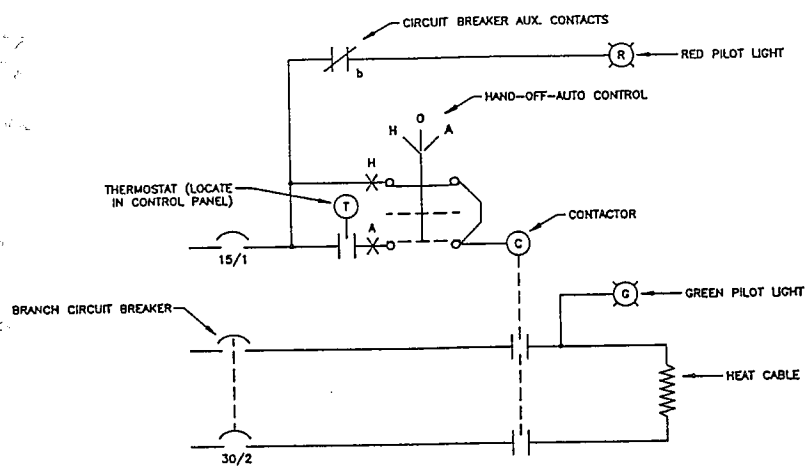 CIRCUIT BREAKER AUX. CONTACTS
b
R
RED PILOT LIGHT
HAND-OFF-AUTO CONTROL
O
H
A
H
THERMOSTAT (LOCATE
IN CONTROL PANEL)
T
A
C
CONTACTOR
15/1
G
GREEN PILOT LIGHT
BRANCH CIRCUIT BREAKER
HEAT CABLE
30/2